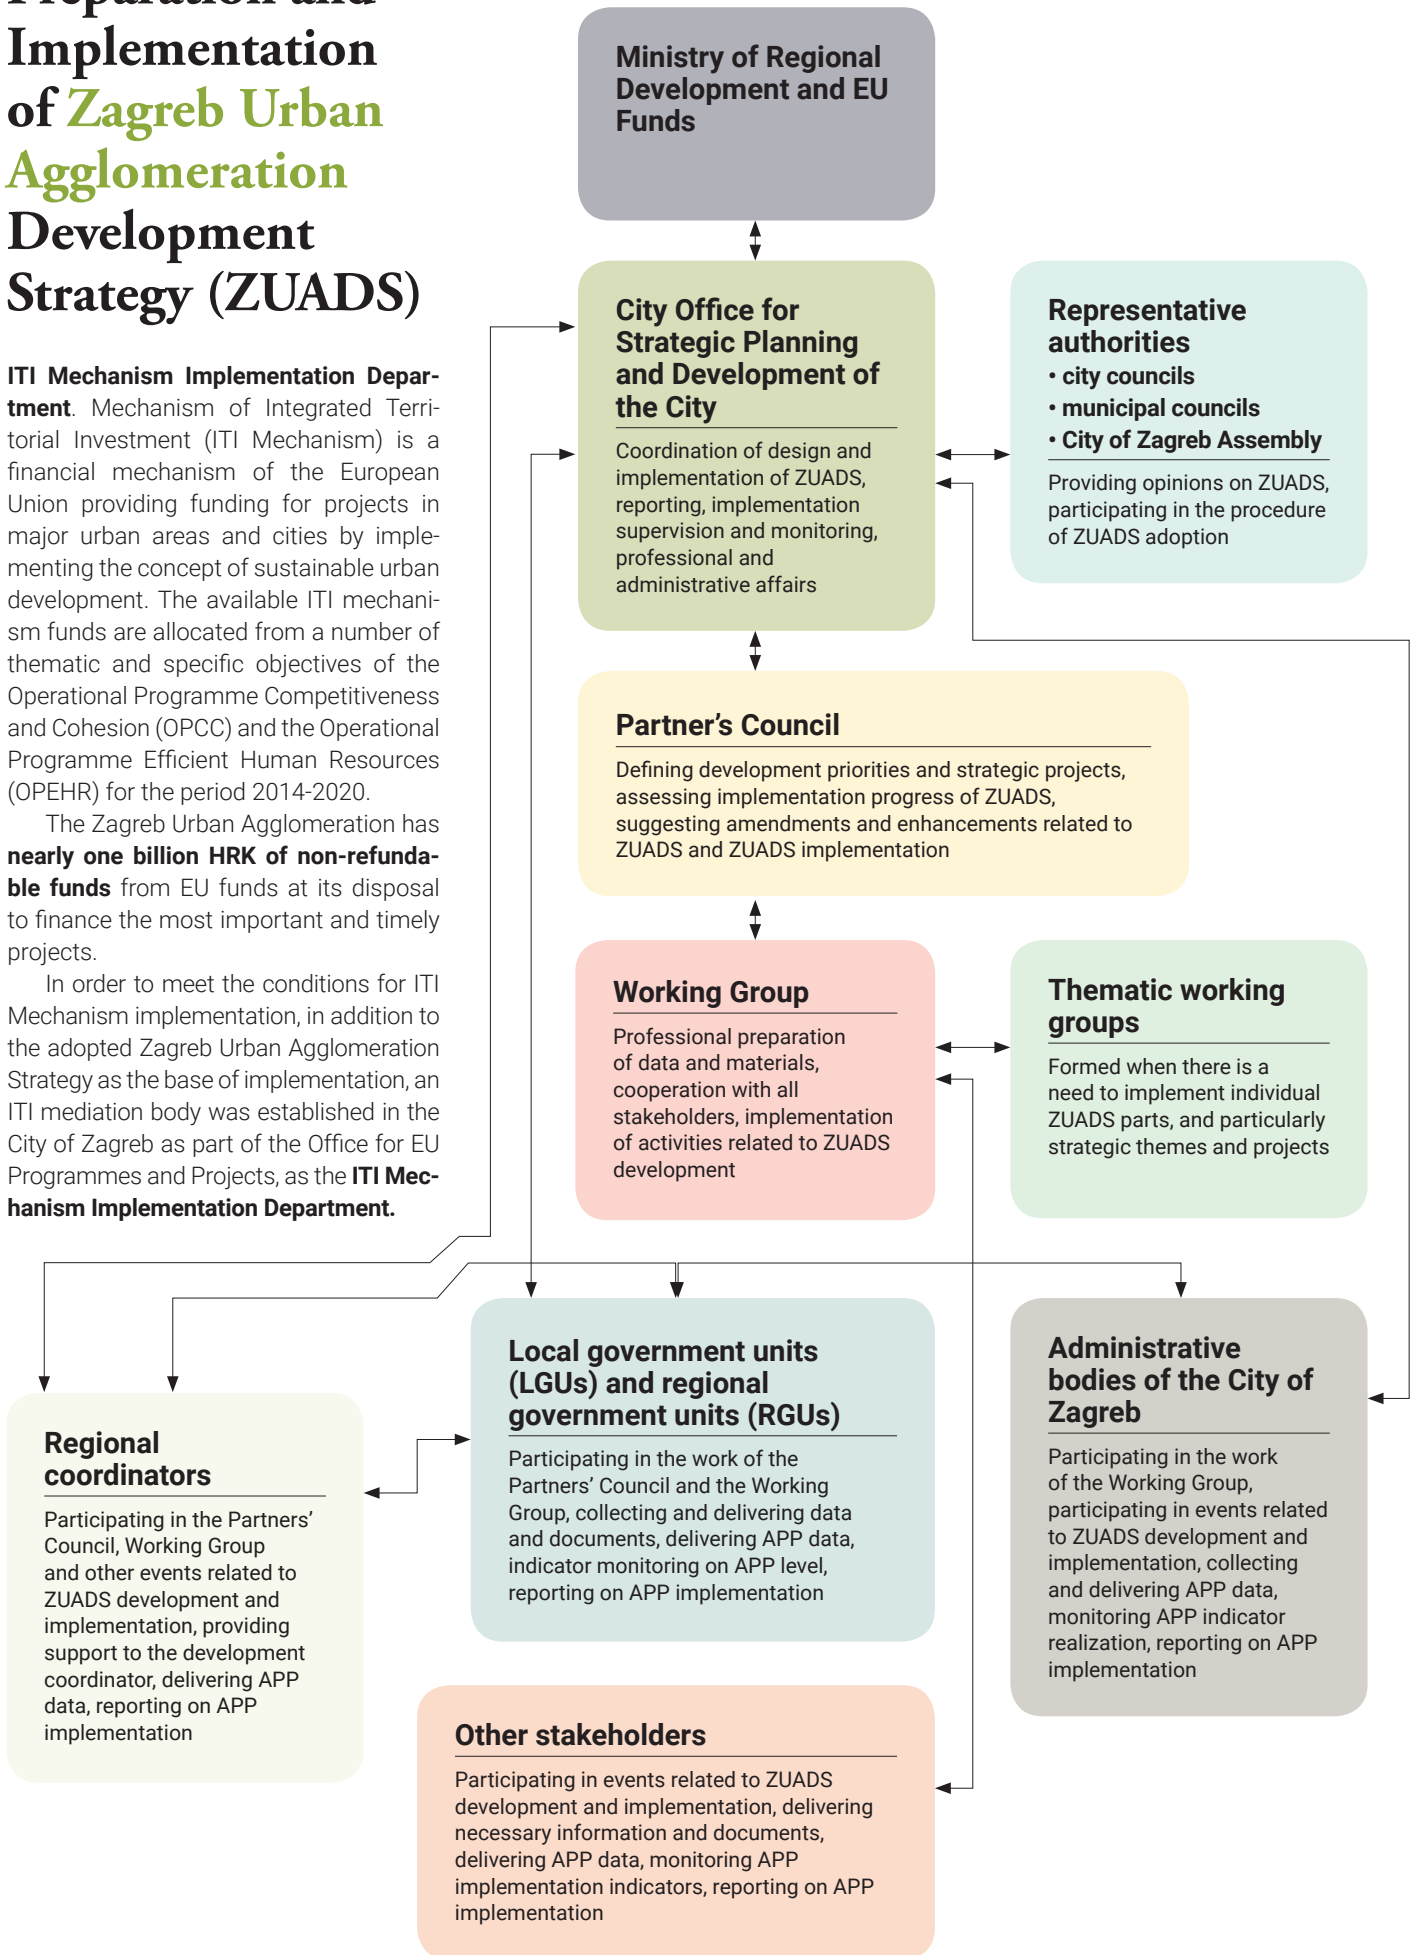 Preparation and
Implementation
of Zagreb Urban
Agglomeration
Development
Strategy (ZUADS)
ITI Mechanism Implementation Depar-
tment. Mechanism of Integrated Terri-
torial Investment (ITI Mechanism) is a
financial mechanism of the European
Union providing funding for projects in
major urban areas and cities by imple-
menting the concept of sustainable urban
development. The available ITI mechani-
sm funds are allocated from a number of
thematic and specific objectives of the
Operational Programme Competitiveness
and Cohesion (OPCC) and the Operational
Programme Efficient Human Resources
(OPEHR) for the period 2014-2020.
The Zagreb Urban Agglomeration has
nearly one billion HRK of non-refunda-
ble funds from EU funds at its disposal
to finance the most important and timely
projects.
In order to meet the conditions for ITI
Mechanism implementation, in addition to
the adopted Zagreb Urban Agglomeration
Strategy as the base of implementation, an
ITI mediation body was established in the
City of Zagreb as part of the Office for EU
Programmes and Projects, as the ITI Mec-
hanism Implementation Department.
Ministry of Regional
Development and EU
Funds
City Office for
Strategic Planning
and Development of
the City
Coordination of design and
implementation of ZUADS,
reporting, implementation
supervision and monitoring,
professional and
administrative affairs
Representative
authorities
• city councils
• municipal councils
• City of Zagreb Assembly
Providing opinions on ZUADS,
participating in the procedure
of ZUADS adoption
Partner’s Council
Defining development priorities and strategic projects,
assessing implementation progress of ZUADS,
suggesting amendments and enhancements related to
ZUADS and ZUADS implementation
Working Group
Professional preparation
of data and materials,
cooperation with all
stakeholders, implementation
of activities related to ZUADS
development
Thematic working
groups
Formed when there is a
need to implement individual
ZUADS parts, and particularly
strategic themes and projects
Regional
coordinators
Participating in the Partners’
Council, Working Group
and other events related to
ZUADS development and
implementation, providing
support to the development
coordinator, delivering APP
data, reporting on APP
implementation
Local government units
(LGUs) and regional
government units (RGUs)
Participating in the work of the
Partners’ Council and the Working
Group, collecting and delivering data
and documents, delivering APP data,
indicator monitoring on APP level,
reporting on APP implementation
Administrative
bodies of the City of
Zagreb
Participating in the work
of the Working Group,
participating in events related
to ZUADS development and
implementation, collecting
and delivering APP data,
monitoring APP indicator
realization, reporting on APP
implementation
Other stakeholders
Participating in events related to ZUADS
development and implementation, delivering
necessary information and documents,
delivering APP data, monitoring APP
implementation indicators, reporting on APP
implementation